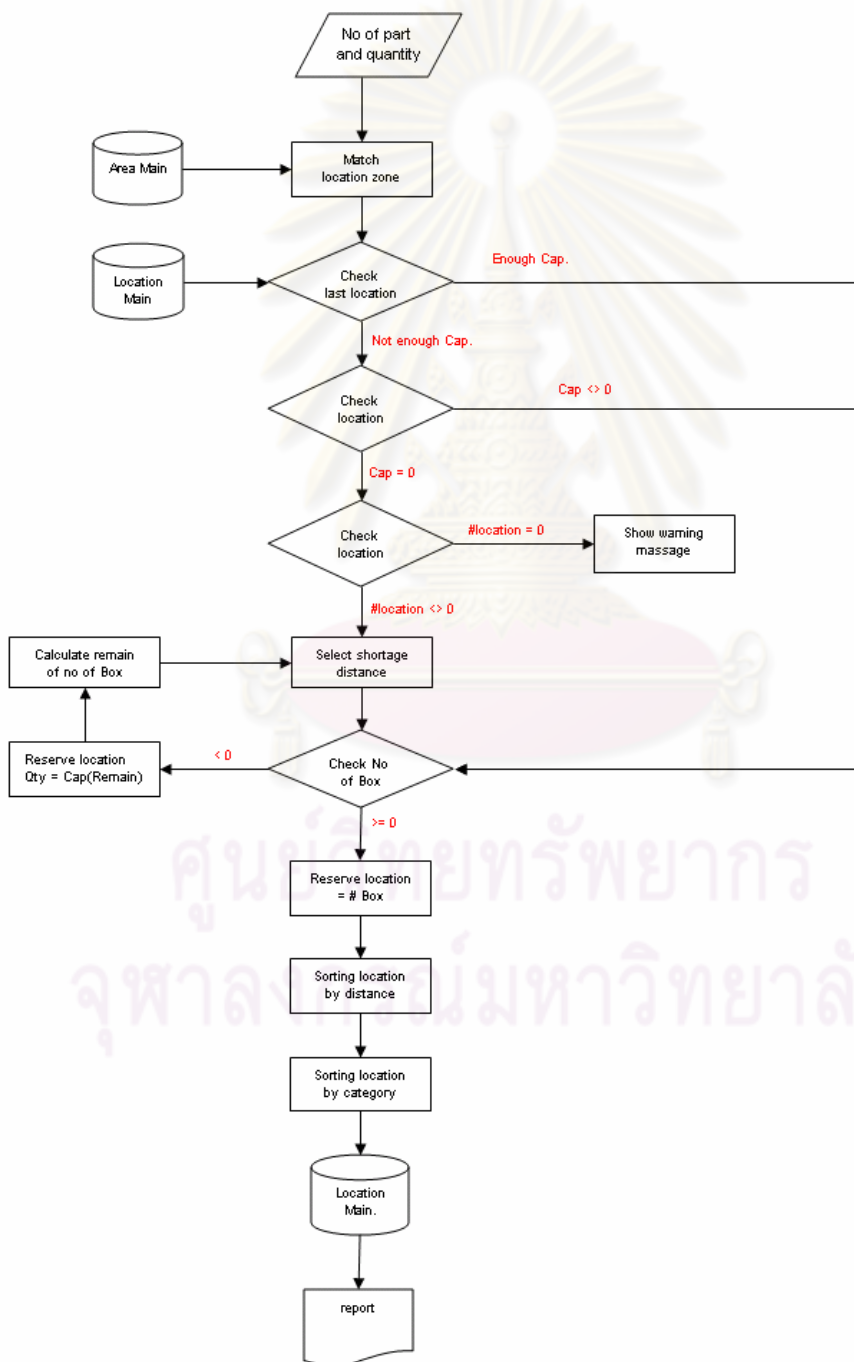 No of part
and quantity
Area Main
Match
location zone
Location
Main
Check
last location
Enough Cap.
Not enough Cap.
Check
location
Cap <> 0
Cap = 0
Check
location
#location = 0
Show warning
massage
#location <> 0
Calculate remain
of no of Box
Select shortage
distance
Reserve location
Qty = Cap(Remain)
< 0
Check No
of Box
>= 0
ศูนย์วิทยทรัพยากร
Reserve location
= # Box
Sorting location
by distance
จุฬาลงกรณ์มหาวิทยาลั
Sorting location
by category
Location
Main.
report